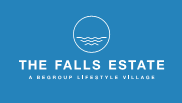 THE FALLS ESTATE
A BEGROUP LIFESTYLE VILLAGE